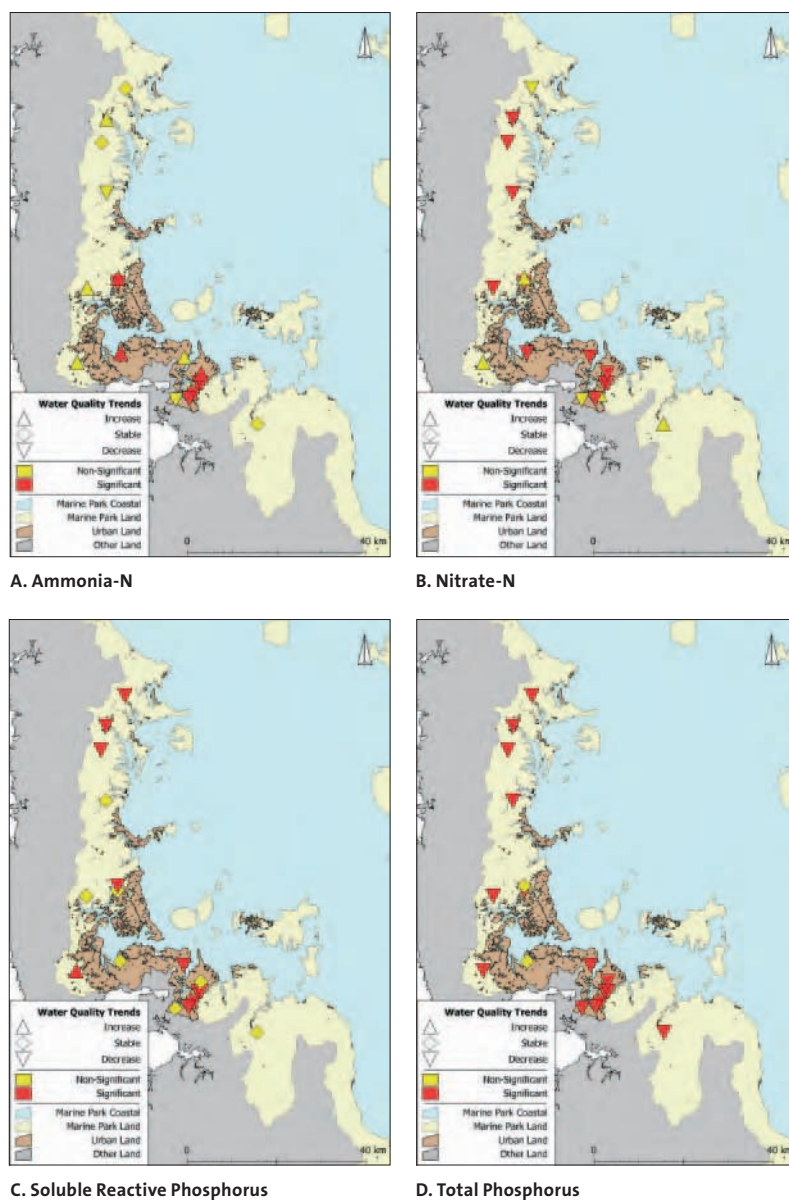 Water Quality Trends
Increase
Stable
Decrease
Non-Significant
Significant
Marine Park Coastal
Marine Park Land
Urban Land
Other Land
0 40 km
A. Ammonia-N
Water Quality Trends
Increase
Stable
Decrease
Non-Significant
Significant
Marine Park Coastal
Marine Park Land
Urban Land
Other Land
0 40 km
B. Nitrate-N
Water Quality Trends
Increase
Stable
Decrease
Non-Significant
Significant
Marine Park Coastal
Marine Park Land
Urban Land
Other Land
0 40 km
C. Soluble Reactive Phosphorus
Water Quality Trends
Increase
Stable
Decrease
Non-Significant
Significant
Marine Park Coastal
Marine Park Land
Urban Land
Other Land
0 40 km
D. Total Phosphorus